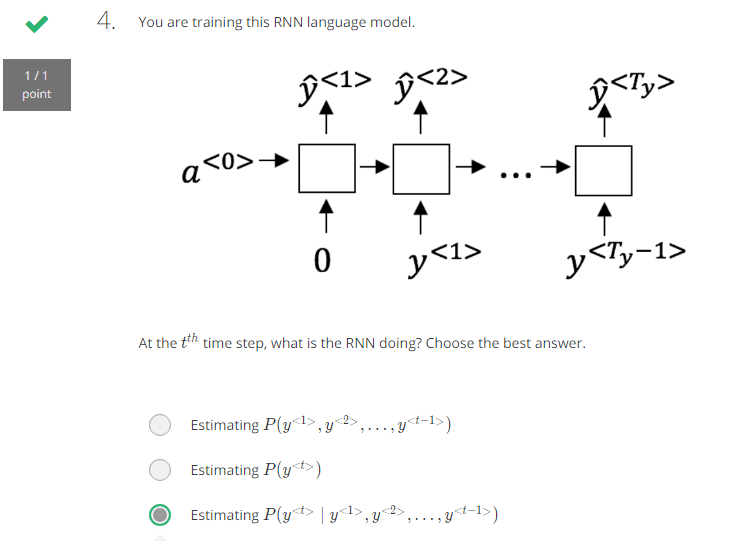 4. You are training this RNN language model.
1 / 1
point
ŷ<1> ŷ<2> ŷ<Ty>
a<0>
...
0 y<1> y<Ty−1>
At the tth time step, what is the RNN doing? Choose the best answer.
Estimating P(y<1>, y<2>, ..., y<t−1>)
Estimating P(y<t>)
Estimating P(y<t> | y<1>, y<2>, ..., y<t−1>)